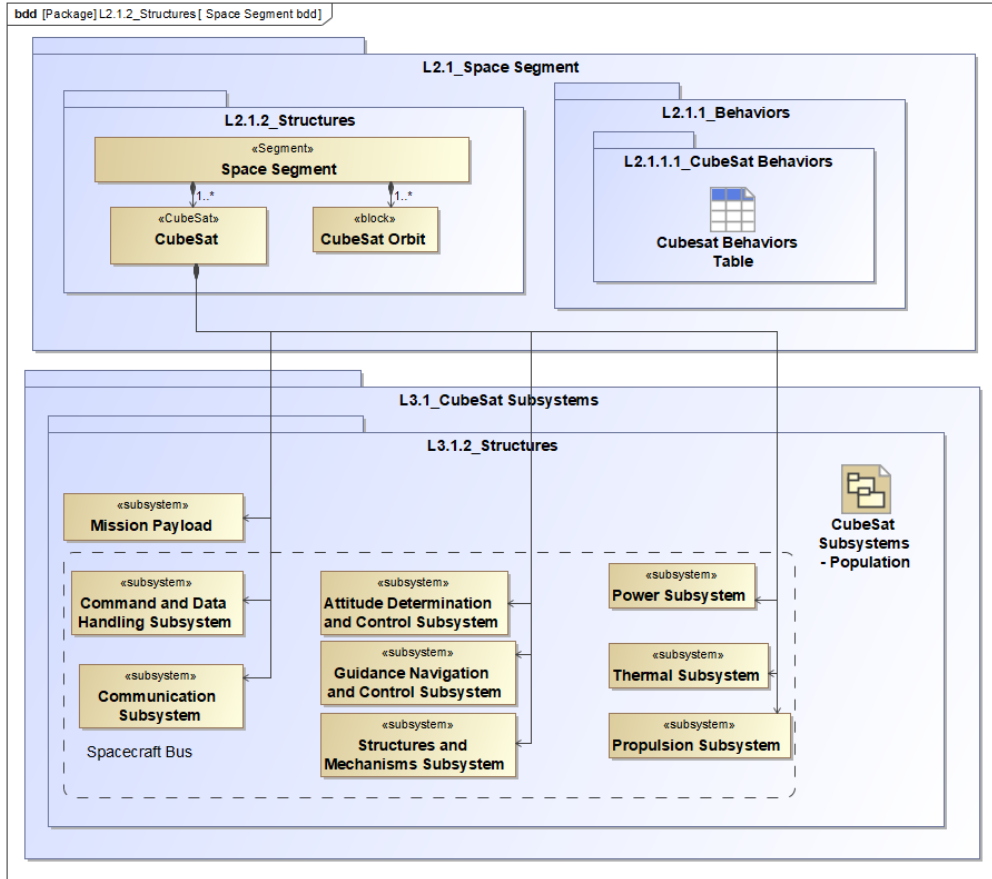 bdd [Package] L2.1.2_Structures [ Space Segment bdd]
L2.1_Space Segment
L2.1.2_Structures
«Segment»
Space Segment
1..*
1..*
«CubeSat»
CubeSat
«block»
CubeSat Orbit
L2.1.1_Behaviors
L2.1.1.1_CubeSat Behaviors
Cubesat Behaviors
Table
L3.1_CubeSat Subsystems
L3.1.2_Structures
CubeSat
Subsystems
- Population
«subsystem»
Mission Payload
«subsystem»
Command and Data
Handling Subsystem
«subsystem»
Communication
Subsystem
Spacecraft Bus
«subsystem»
Attitude Determination
and Control Subsystem
«subsystem»
Guidance Navigation
and Control Subsystem
«subsystem»
Structures and
Mechanisms Subsystem
«subsystem»
Power Subsystem
«subsystem»
Thermal Subsystem
«subsystem»
Propulsion Subsystem